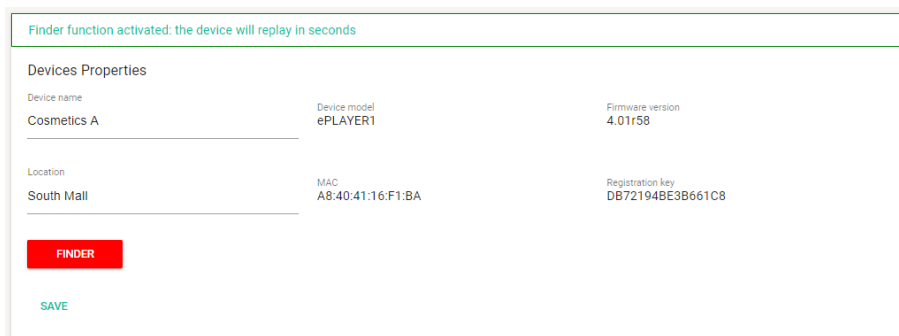 Finder function activated: the device will replay in seconds
Devices Properties
Device name
Cosmetics A
Device model
ePLAYER1
Firmware version
4.01r58
Location
South Mall
MAC
A8:40:41:16:F1:BA
Registration key
DB72194BE3B661C8
FINDER
SAVE